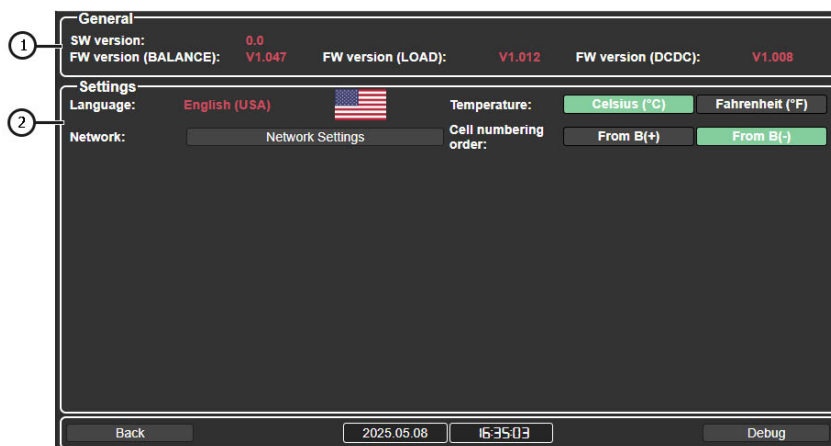 General
1
SW version: 0.0
FW version (BALANCE): V1.047 FW version (LOAD): V1.012 FW version (DCDC): V1.008
Settings
2
Language: English (USA) Temperature: Celsius (°C) Fahrenheit (°F)
Network: Network Settings Cell numbering order: From B(+) From B(-)
Back 2025.05.08 16:35:03 Debug